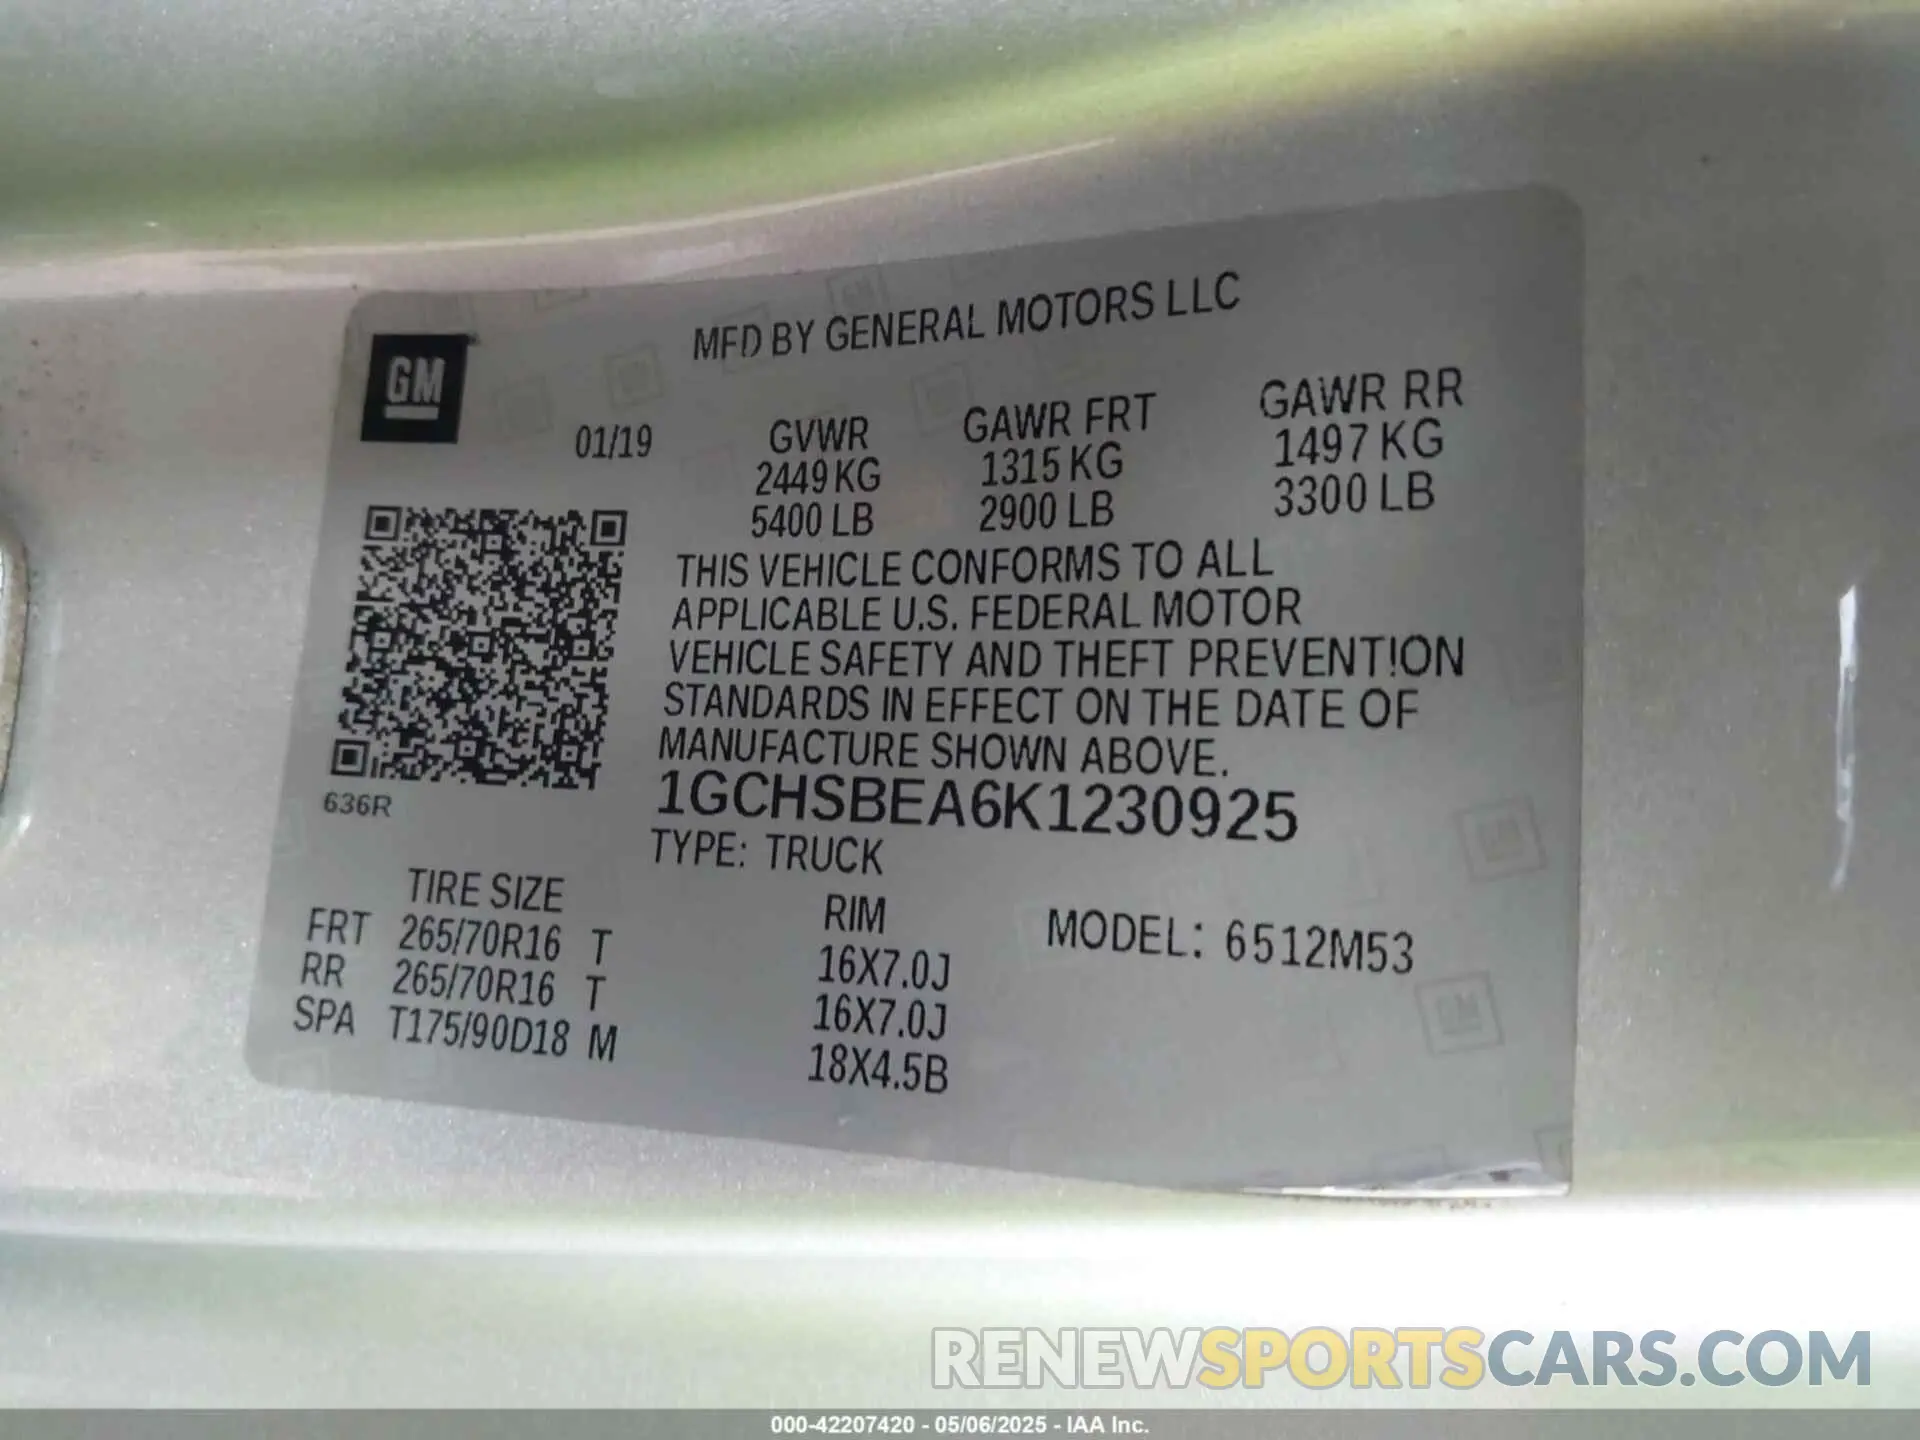 MFD BY GENERAL MOTORS LLC
GM
01/19 GVWR GAWR FRT GAWR RR
2449 KG 1315 KG 1497 KG
5400 LB 2900 LB 3300 LB
THIS VEHICLE CONFORMS TO ALL
APPLICABLE U.S. FEDERAL MOTOR
VEHICLE SAFETY AND THEFT PREVENTION
STANDARDS IN EFFECT ON THE DATE OF
MANUFACTURE SHOWN ABOVE.
636R
1GCHSBEA6K1230925
TYPE: TRUCK
TIRE SIZE RIM MODEL: 6512M53
FRT 265/70R16 T 16X7.0J
RR 265/70R16 T 16X7.0J
SPA T175/90D18 M 18X4.5B
RENEWSPORTSCARS.COM
000-42207420 - 05/06/2025 - IAA Inc.